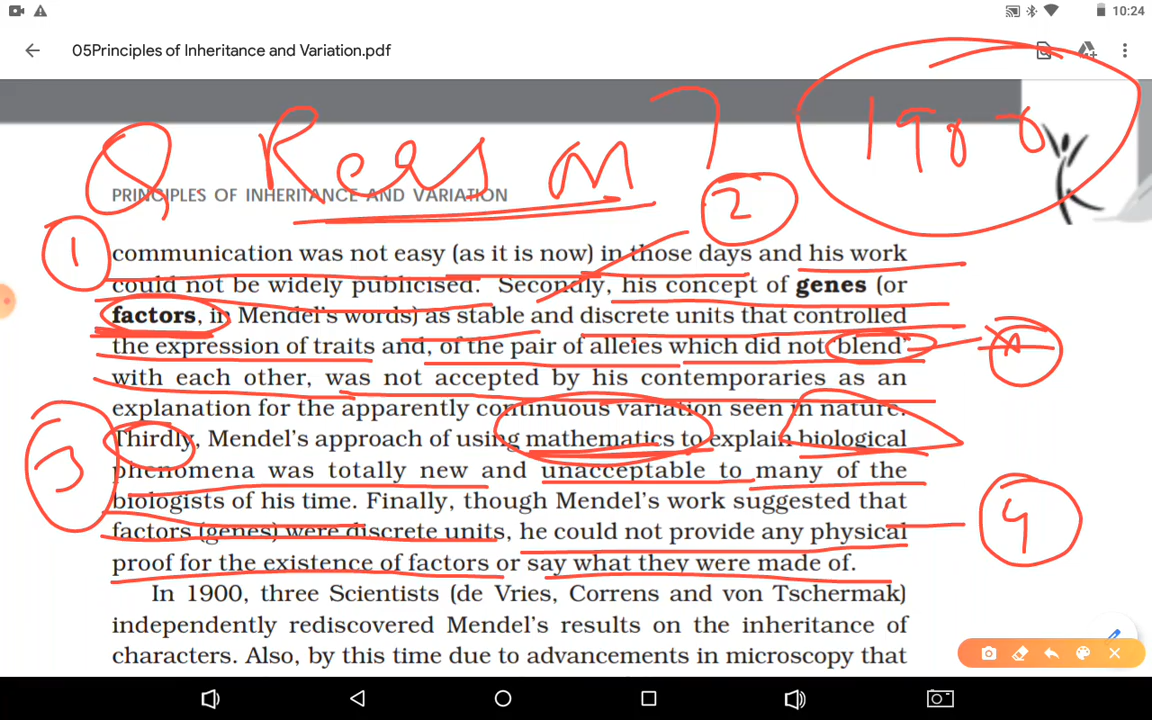 10:24
05Principles of Inheritance and Variation.pdf
Q Reason ? 1900
PRINCIPLES OF INHERITANCE AND VARIATION
2
1
communication was not easy (as it is now) in those days and his work
could not be widely publicised. Secondly, his concept of genes (or
factors, in Mendel's words) as stable and discrete units that controlled
the expression of traits and, of the pair of alleles which did not 'blend'
with each other, was not accepted by his contemporaries as an
explanation for the apparently continuous variation seen in nature.
Thirdly, Mendel's approach of using mathematics to explain biological
3
phenomena was totally new and unacceptable to many of the
biologists of his time. Finally, though Mendel's work suggested that
4
factors (genes) were discrete units, he could not provide any physical
proof for the existence of factors or say what they were made of.
In 1900, three Scientists (de Vries, Correns and von Tschermak)
independently rediscovered Mendel's results on the inheritance of
characters. Also, by this time due to advancements in microscopy that